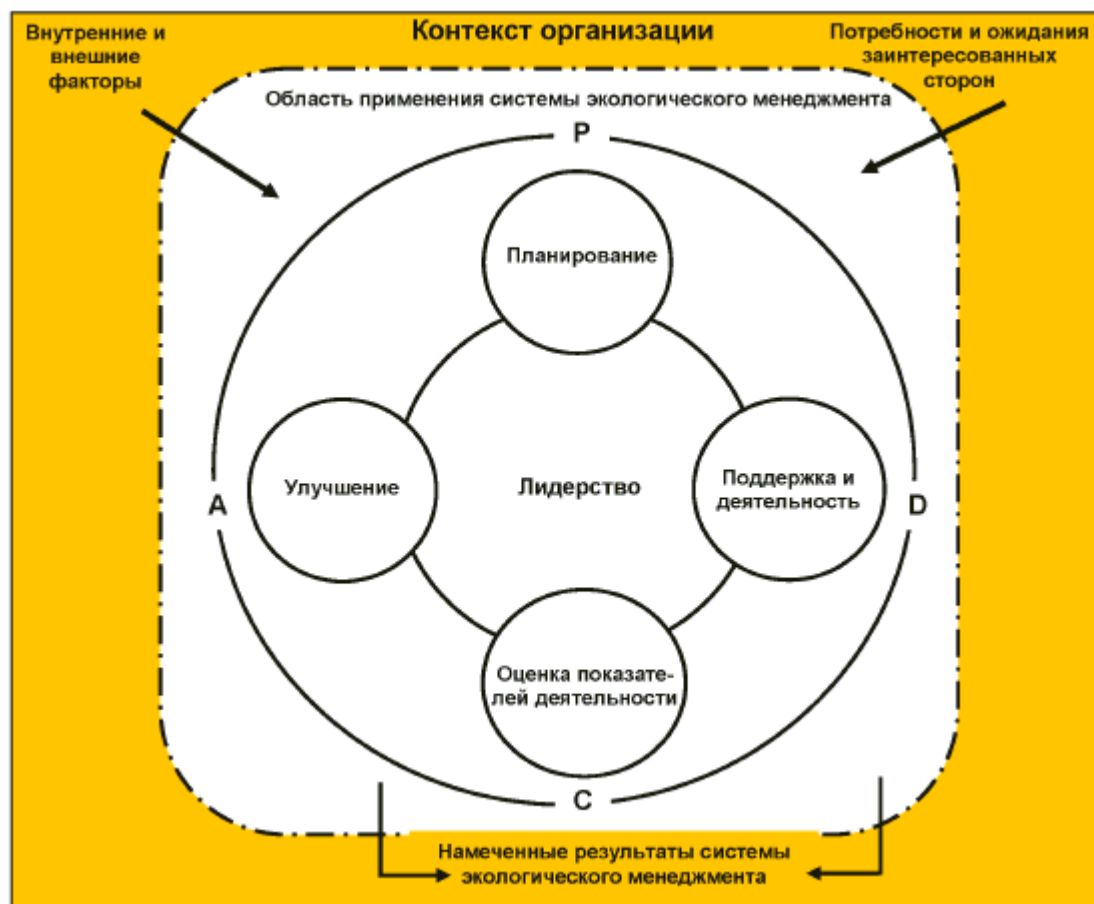 Контекст организации
Внутренние и
внешние
факторы
Потребности и ожидания
заинтересованных
сторон
Область применения системы экологического менеджмента
P
Планирование
Улучшение
Лидерство
Поддержка и
деятельность
A
D
Оценка показате-
лей деятельности
C
Намеченные результаты системы
экологического менеджмента